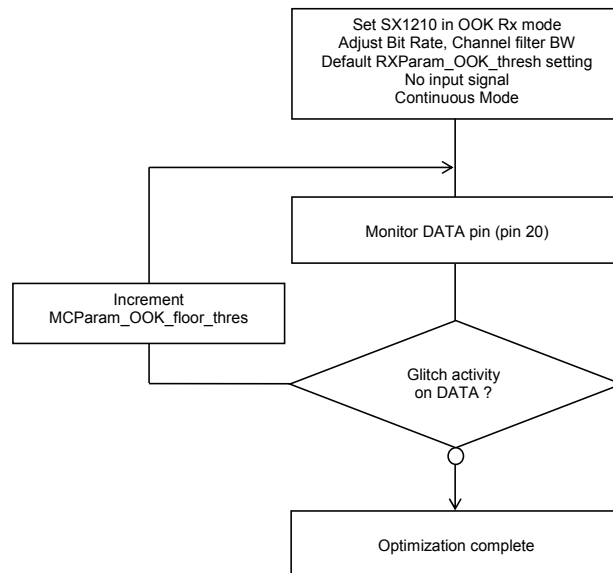 Set SX1210 in OOK Rx mode
Adjust Bit Rate, Channel filter BW
Default RXParam_OOK_thresh setting
No input signal
Continuous Mode
Monitor DATA pin (pin 20)
Increment
MCParam_OOK_floor_thres
Glitch activity
on DATA ?
Optimization complete